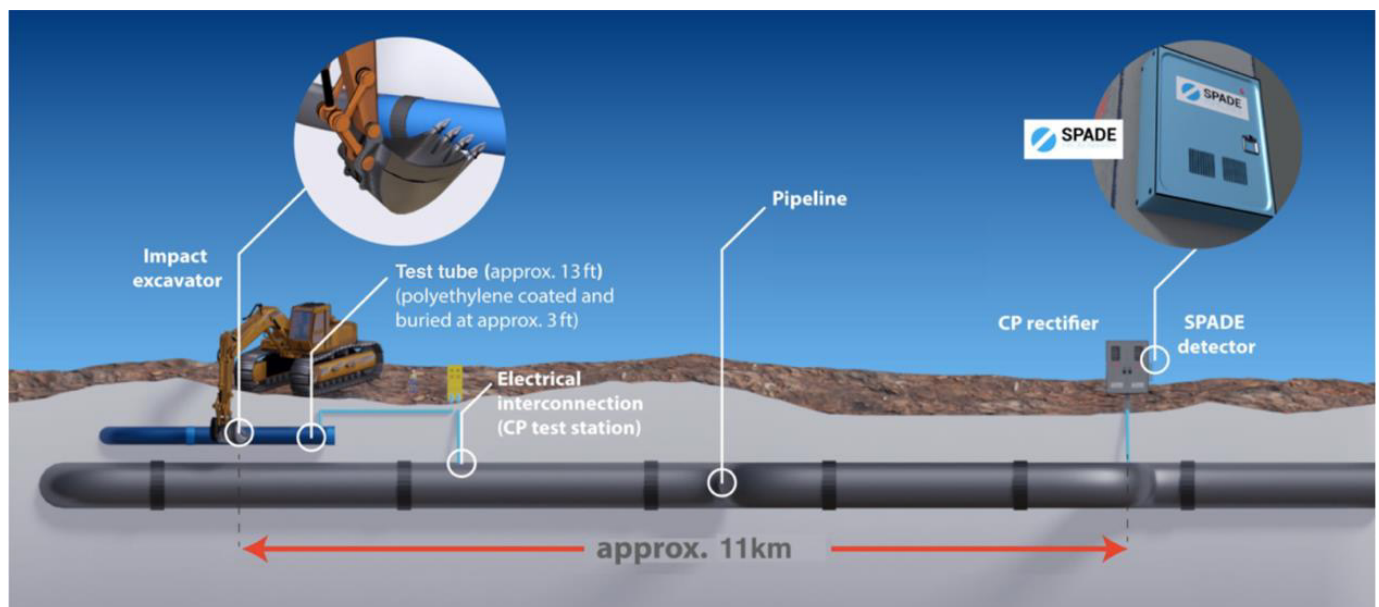 SPADE
SPADE
Pipeline
Impact
excavator
Test tube (approx. 13 ft)
(polyethylene coated and
buried at approx. 3 ft)
CP rectifier
SPADE
detector
Electrical
interconnection
(CP test station)
approx. 11km